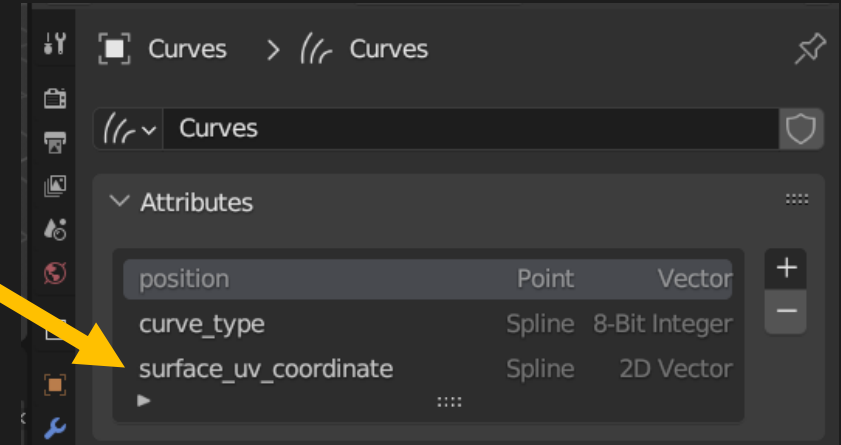 Curves > Curves
Curves
Attributes
position Point Vector
curve_type Spline 8-Bit Integer
surface_uv_coordinate Spline 2D Vector